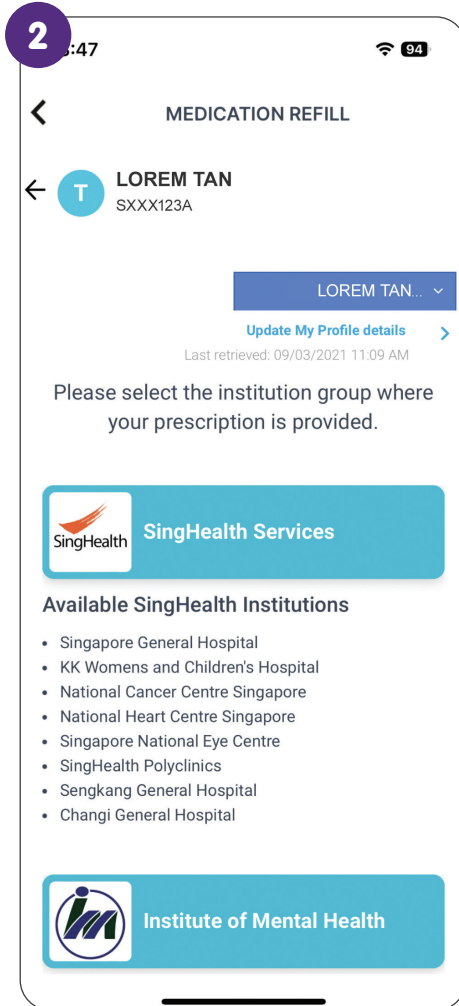 2
:47
94
MEDICATION REFILL
T
LOREM TAN
SXXX123A
LOREM TAN...
Update My Profile details
Last retrieved: 09/03/2021 11:09 AM
Please select the institution group where
your prescription is provided.
SingHealth
SingHealth Services
Available SingHealth Institutions
• Singapore General Hospital
• KK Womens and Children's Hospital
• National Cancer Centre Singapore
• National Heart Centre Singapore
• Singapore National Eye Centre
• SingHealth Polyclinics
• Sengkang General Hospital
• Changi General Hospital
Institute of Mental Health